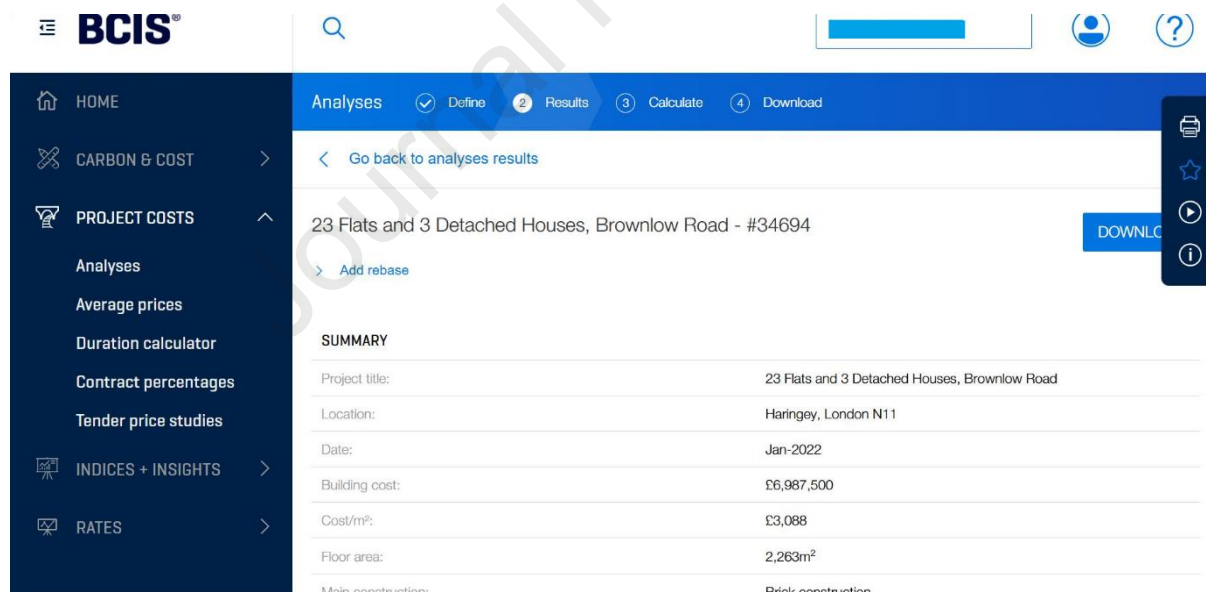 BCIS®
HOME
CARBON & COST
PROJECT COSTS
Analyses
Average prices
Duration calculator
Contract percentages
Tender price studies
INDICES + INSIGHTS
RATES
Analyses Define 2 Results 3 Calculate 4 Download
Go back to analyses results
23 Flats and 3 Detached Houses, Brownlow Road - #34694
DOWNLO
Add rebase
SUMMARY
Project title: 23 Flats and 3 Detached Houses, Brownlow Road
Location: Haringey, London N11
Date: Jan-2022
Building cost: £6,987,500
Cost/m²: £3,088
Floor area: 2,263m²
Main construction: Brick construction
Journal